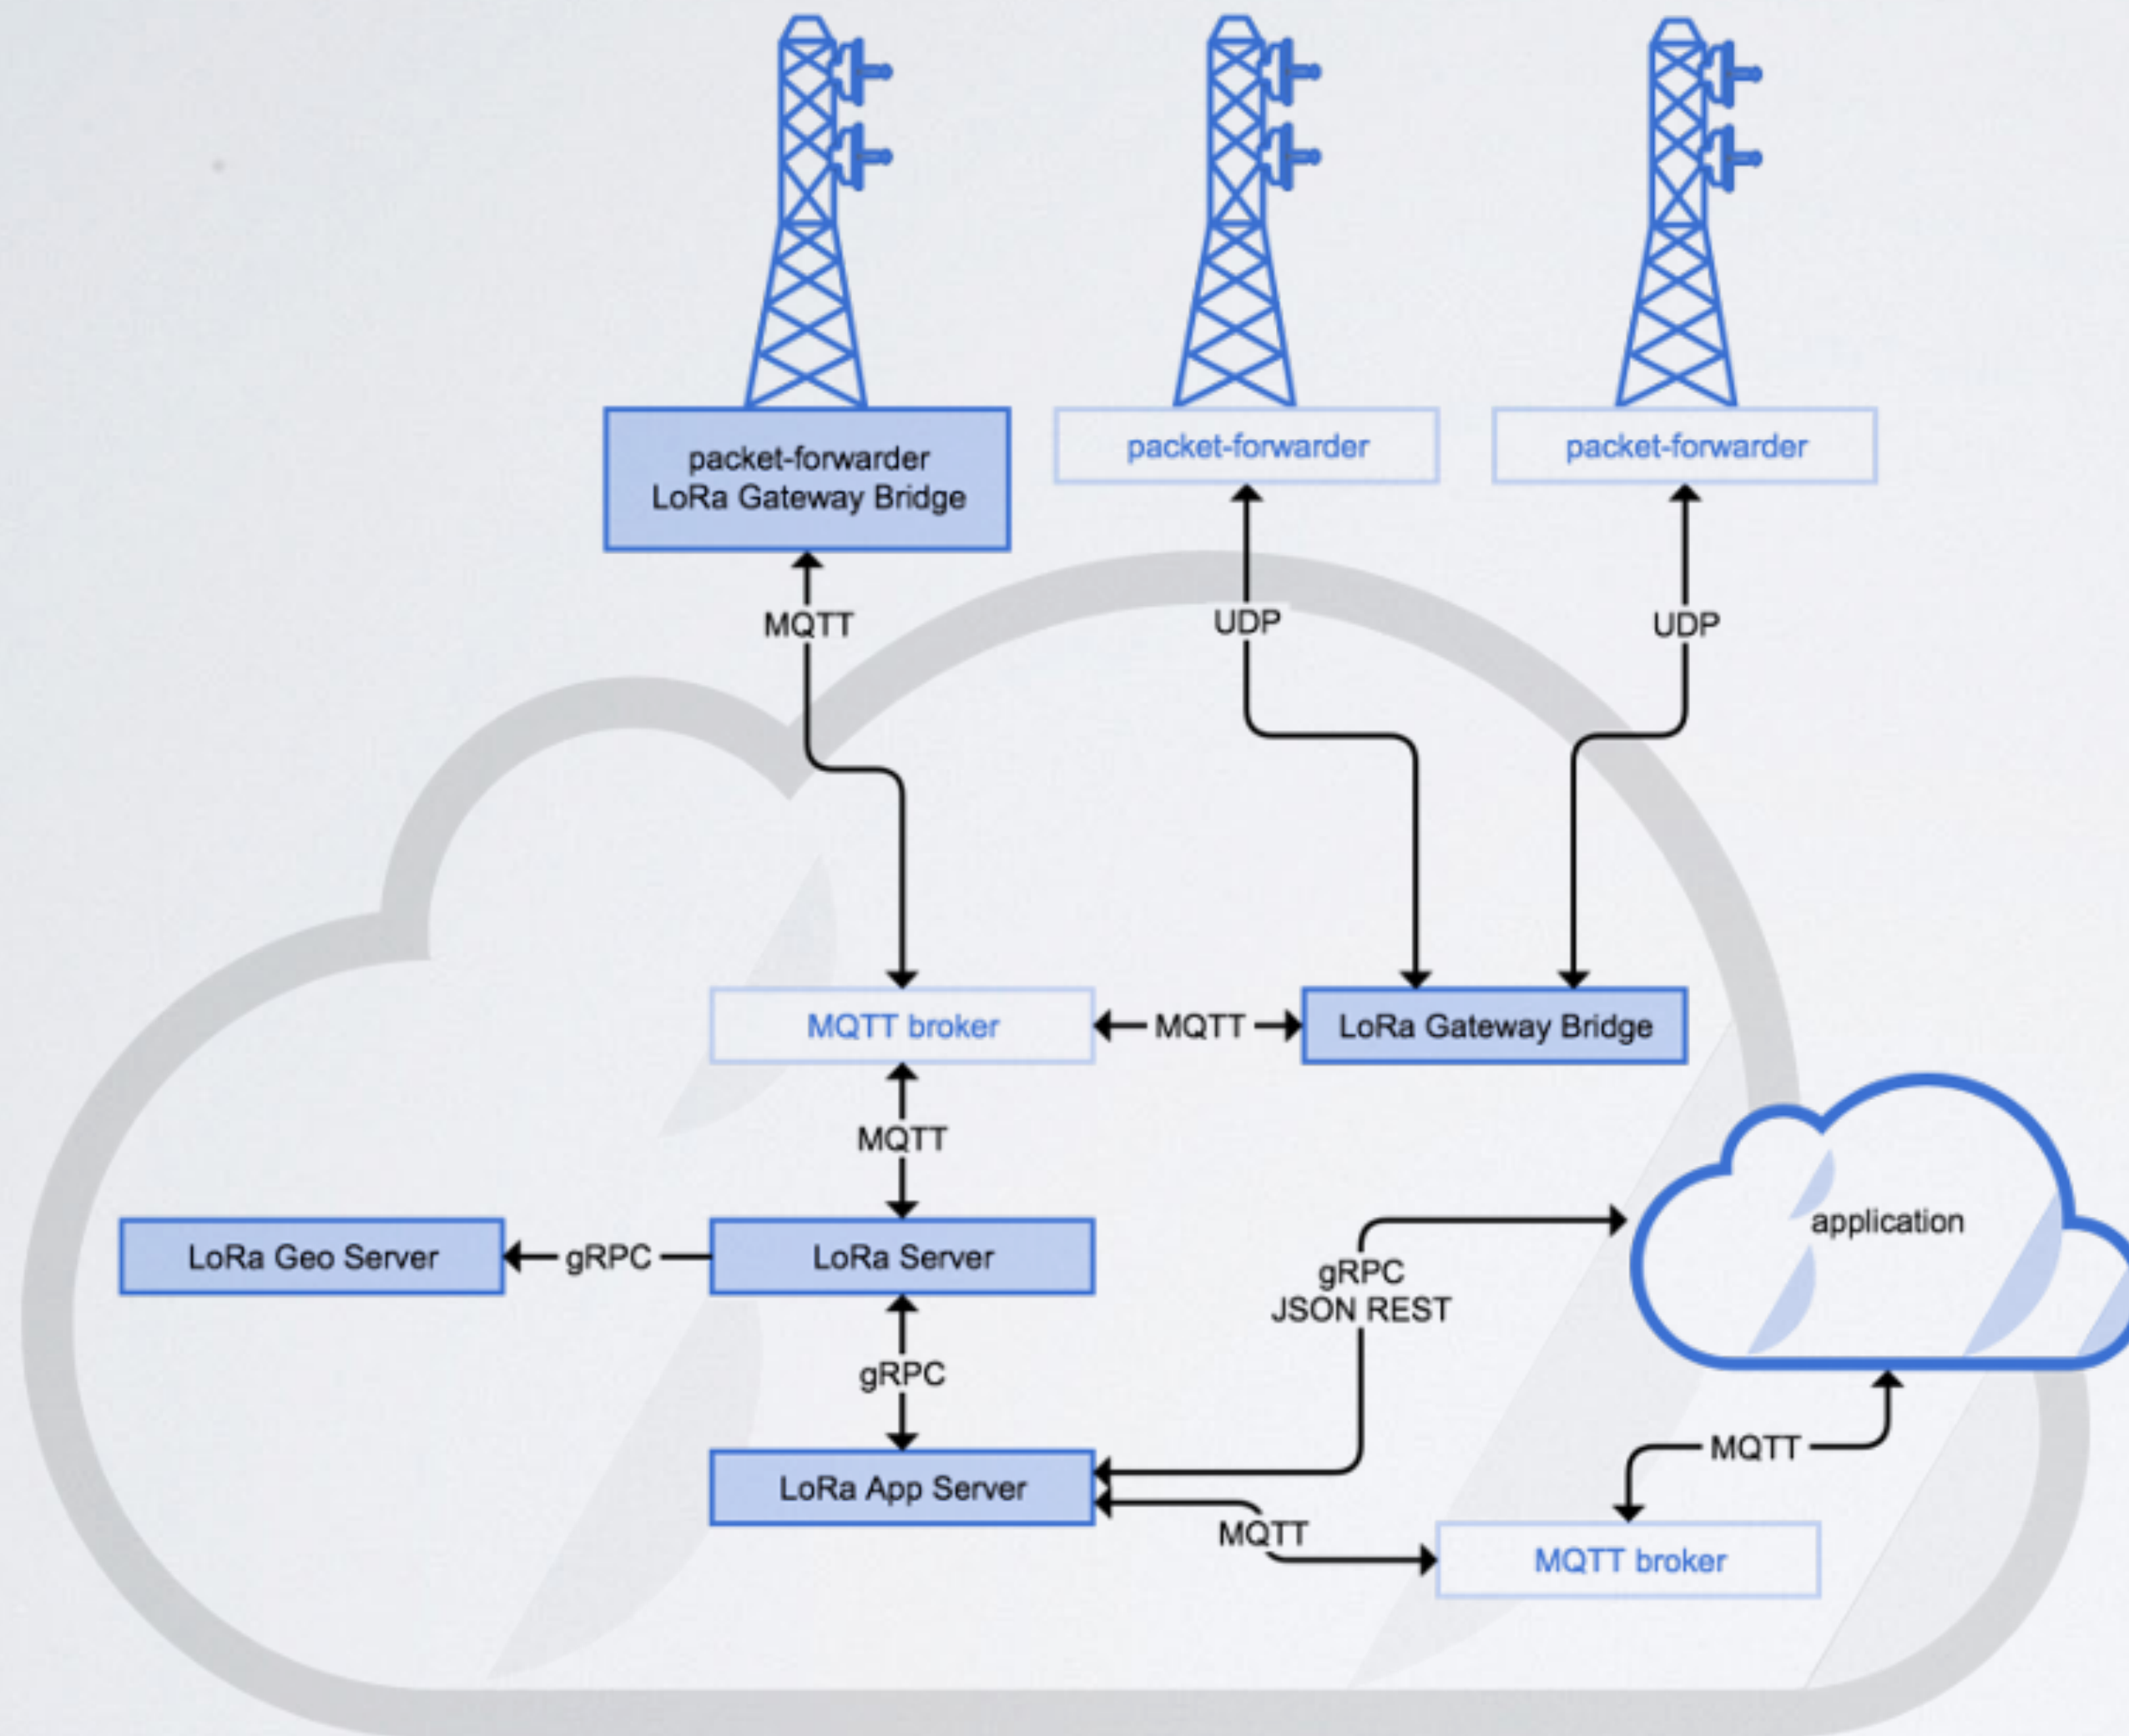 packet-forwarder
LoRa Gateway Bridge
packet-forwarder
packet-forwarder
MQTT
UDP
UDP
MQTT broker
MQTT
LoRa Gateway Bridge
MQTT
LoRa Geo Server
gRPC
LoRa Server
application
gRPC
JSON REST
gRPC
MQTT
LoRa App Server
MQTT
MQTT broker